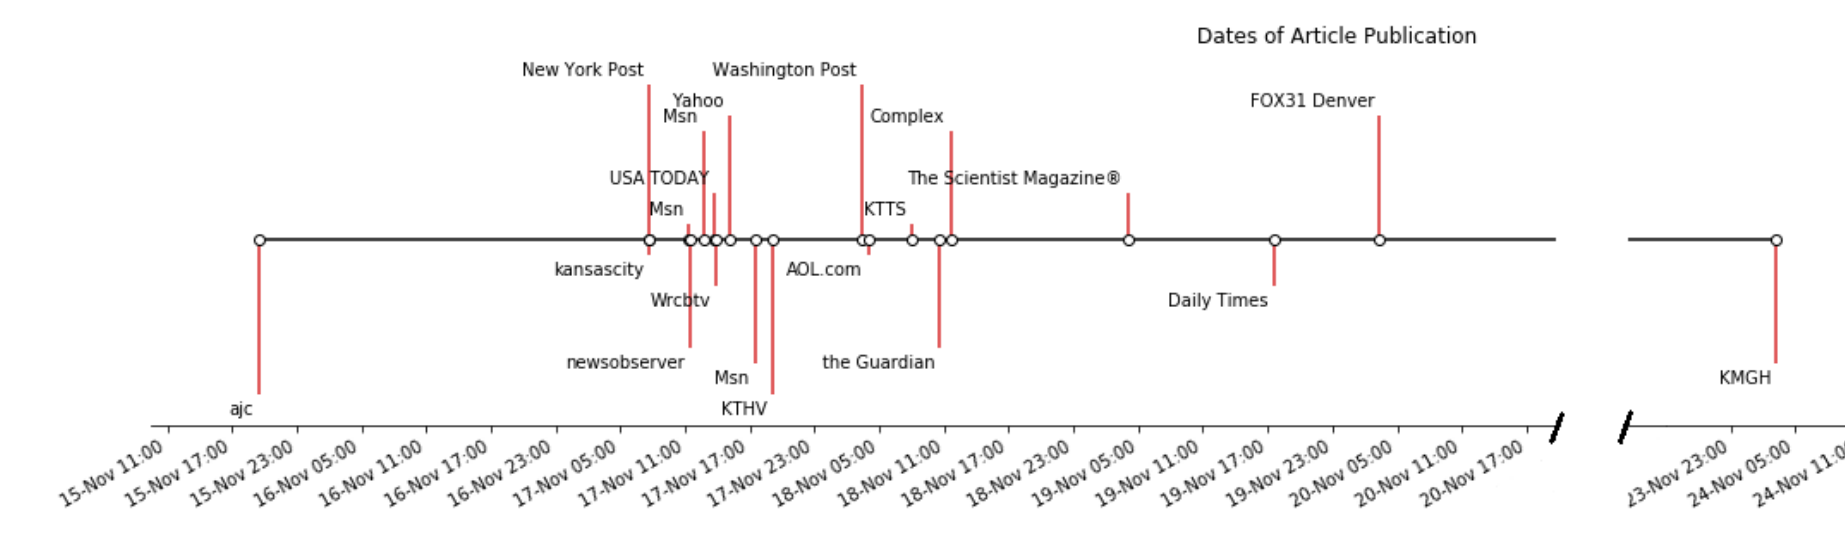 Dates of Article Publication
New York Post
Washington Post
Yahoo
FOX31 Denver
Msn
Complex
USA TODAY
The Scientist Magazine®
Msn
KTTS
kansascity
AOL.com
Wrcbtv
Daily Times
newsobserver
the Guardian
Msn
KMGH
ajc
KTHV
15-Nov 11:00
15-Nov 17:00
15-Nov 23:00
16-Nov 05:00
16-Nov 11:00
16-Nov 17:00
16-Nov 23:00
17-Nov 05:00
17-Nov 11:00
17-Nov 17:00
17-Nov 23:00
18-Nov 05:00
18-Nov 11:00
18-Nov 17:00
18-Nov 23:00
19-Nov 05:00
19-Nov 11:00
19-Nov 17:00
19-Nov 23:00
20-Nov 05:00
20-Nov 11:00
20-Nov 17:00
23-Nov 23:00
24-Nov 05:00
24-Nov 11:0